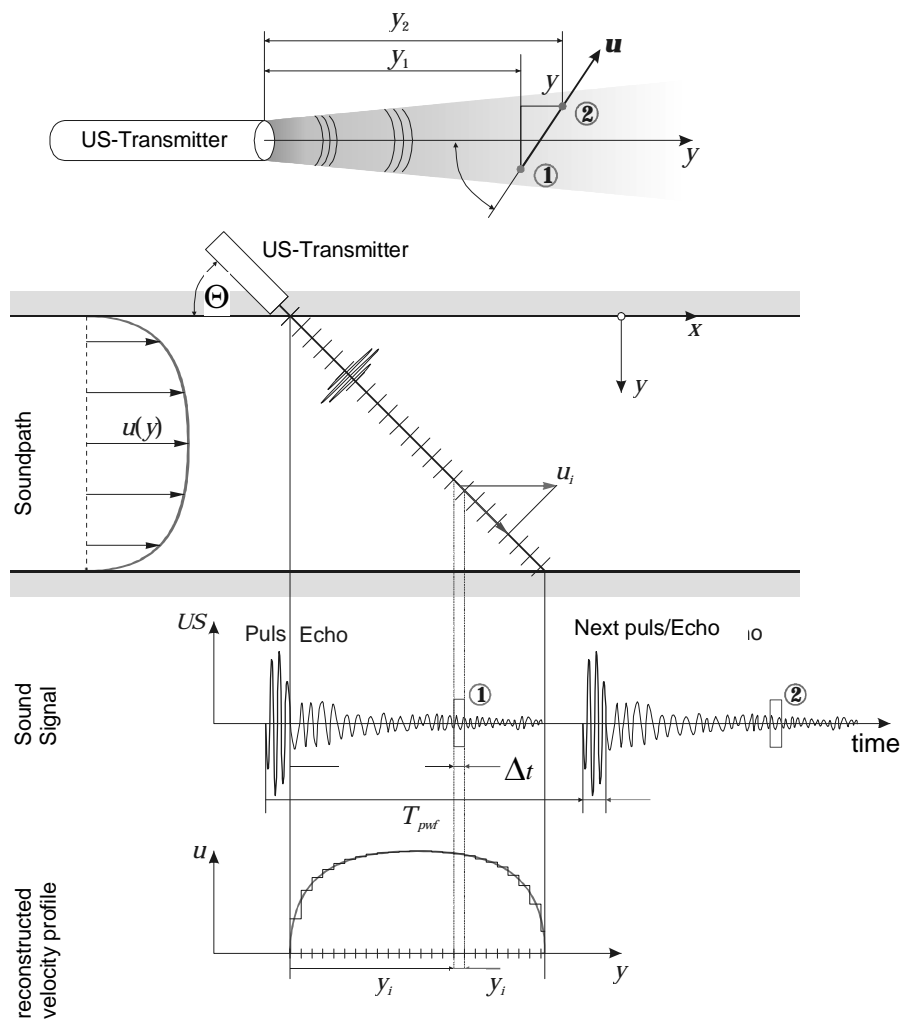 y₂
y₁
u
y
②
US-Transmitter
y
①
US-Transmitter
Θ
x
y
Soundpath
u(y)
uᵢ
US
Puls Echo
Next puls/Echo
Sound
Signal
①
②
time
Δt
T_pwf
u
reconstructed
velocity profile
yᵢ
yᵢ
y